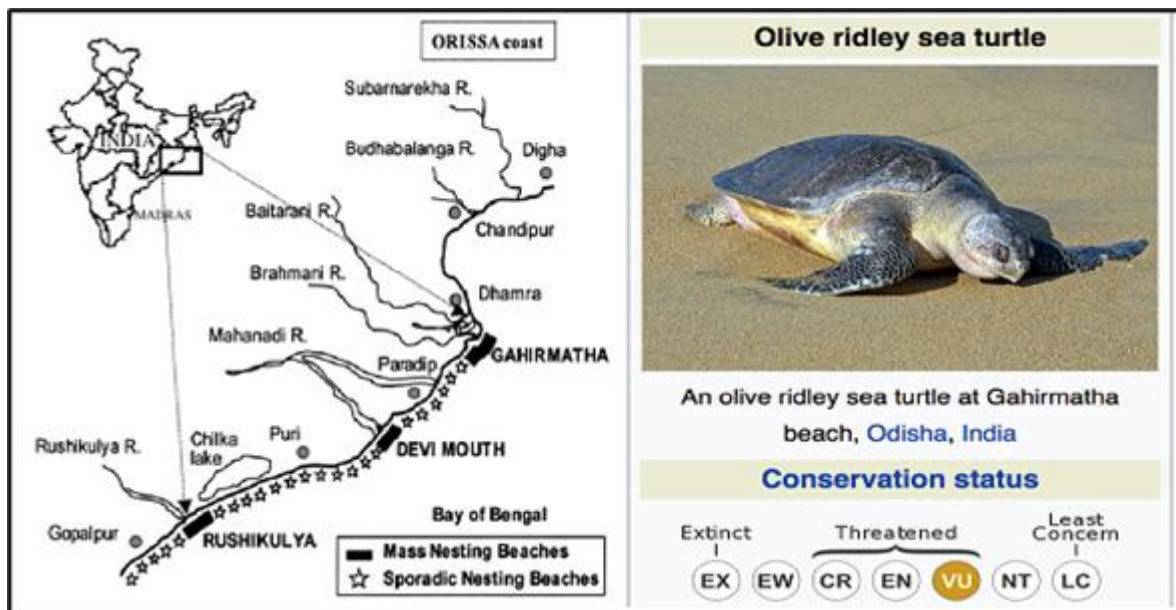 ORISSA coast
Subarnarekha R.
Budhabalanga R.
Digha
INDIA
MADRAS
Baitarani R.
Chandipur
Brahmani R.
Dhamra
Mahanadi R.
GAHIRMATHA
Paradip
Rushikulya R.
Chilka
lake
Puri
DEVI MOUTH
Gopalpur
RUSHIKULYA
Bay of Bengal
Mass Nesting Beaches
Sporadic Nesting Beaches
Olive ridley sea turtle
An olive ridley sea turtle at Gahirmatha
beach, Odisha, India
Conservation status
Extinct Threatened Least
Concern
EX EW CR EN VU NT LC